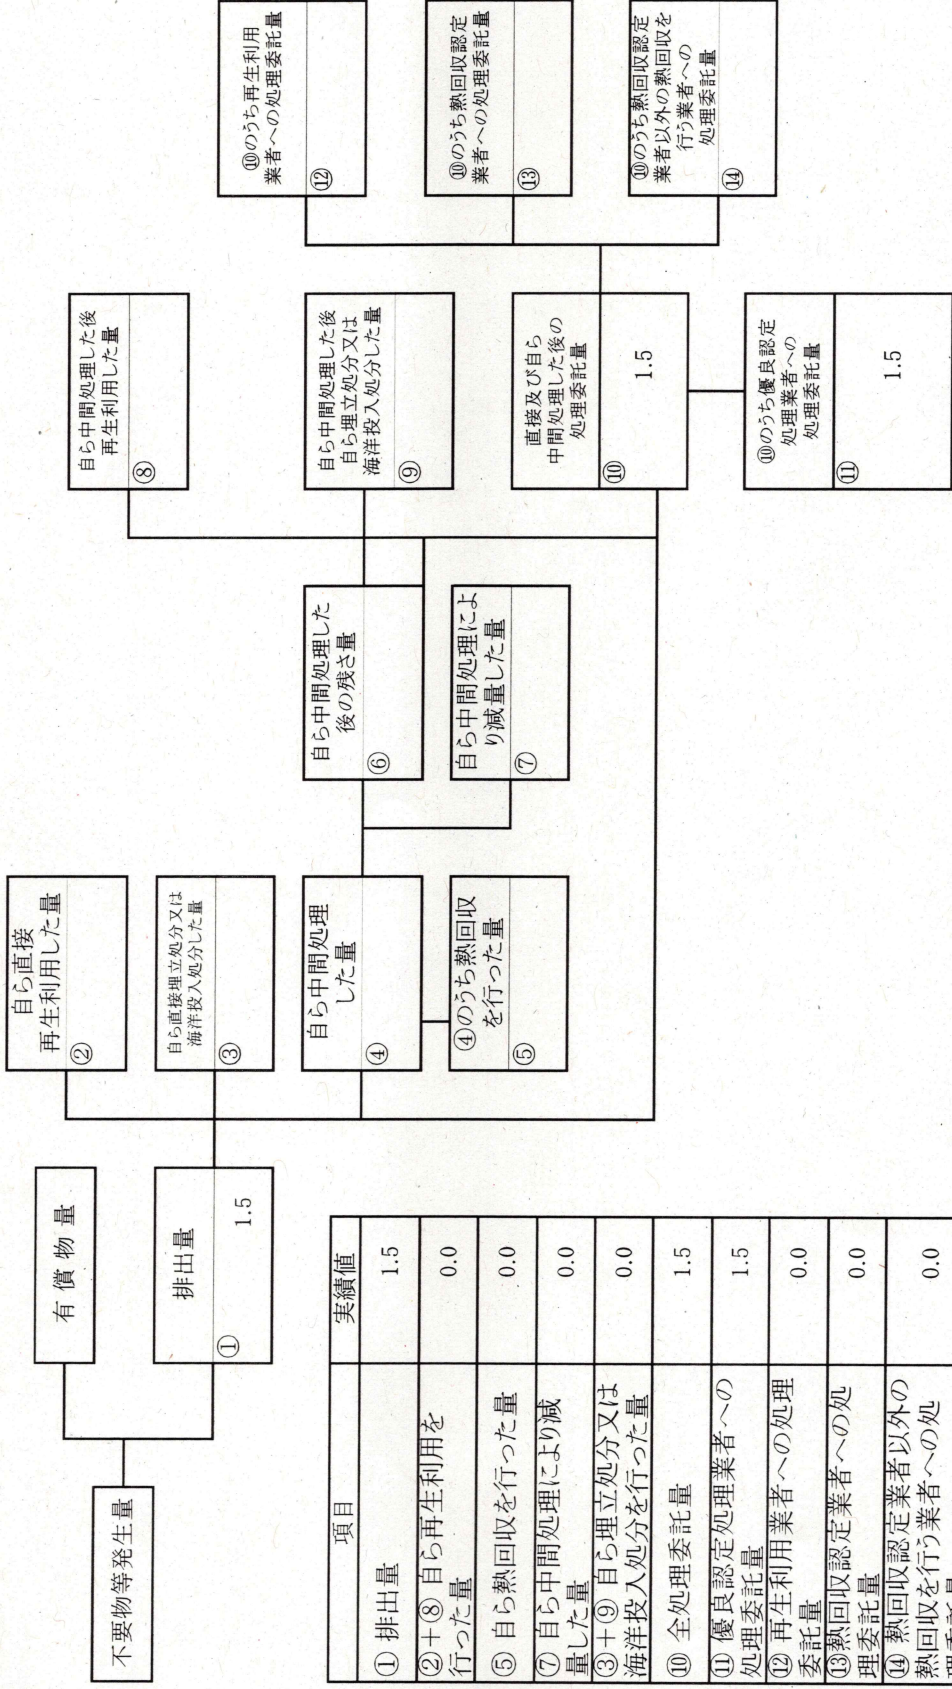 不要物等発生量
有償物量
排出量
①
1.5
自ら直接
再生利用した量
②
自ら直接埋立処分又は
海洋投入処分した量
③
自ら中間処理
した量
④
④のうち熱回収
を行った量
⑤
自ら中間処理した
後の残さ量
⑥
自ら中間処理によ
り減量した量
⑦
自ら中間処理した後
再生利用した量
⑧
自ら中間処理した後
自ら埋立処分又は
海洋投入処分した量
⑨
直接及び自ら
中間処理した後の
処理委託量
⑩
1.5
⑩のうち優良認定
処理業者への
処理委託量
⑪
1.5
⑩のうち再生利用
業者への処理委託量
⑫
⑩のうち熱回収認定
業者への処理委託量
⑬
⑩のうち熱回収認定
業者以外の熱回収を
行う業者への
処理委託量
⑭
項目 実績値
① 排出量 1.5
②+⑧ 自ら再生利用を
行った量 0.0
⑤ 自ら熱回収を行った量 0.0
⑦ 自ら中間処理により減
量した量 0.0
③+⑨ 自ら埋立処分又は
海洋投入処分を行った量 0.0
⑩ 全処理委託量 1.5
⑪ 優良認定処理業者への
処理委託量 1.5
⑫ 再生利用業者への処理
委託量 0.0
⑬熱回収認定業者への処
理委託量 0.0
⑭ 熱回収認定業者以外の
熱回収を行う業者への処 0.0